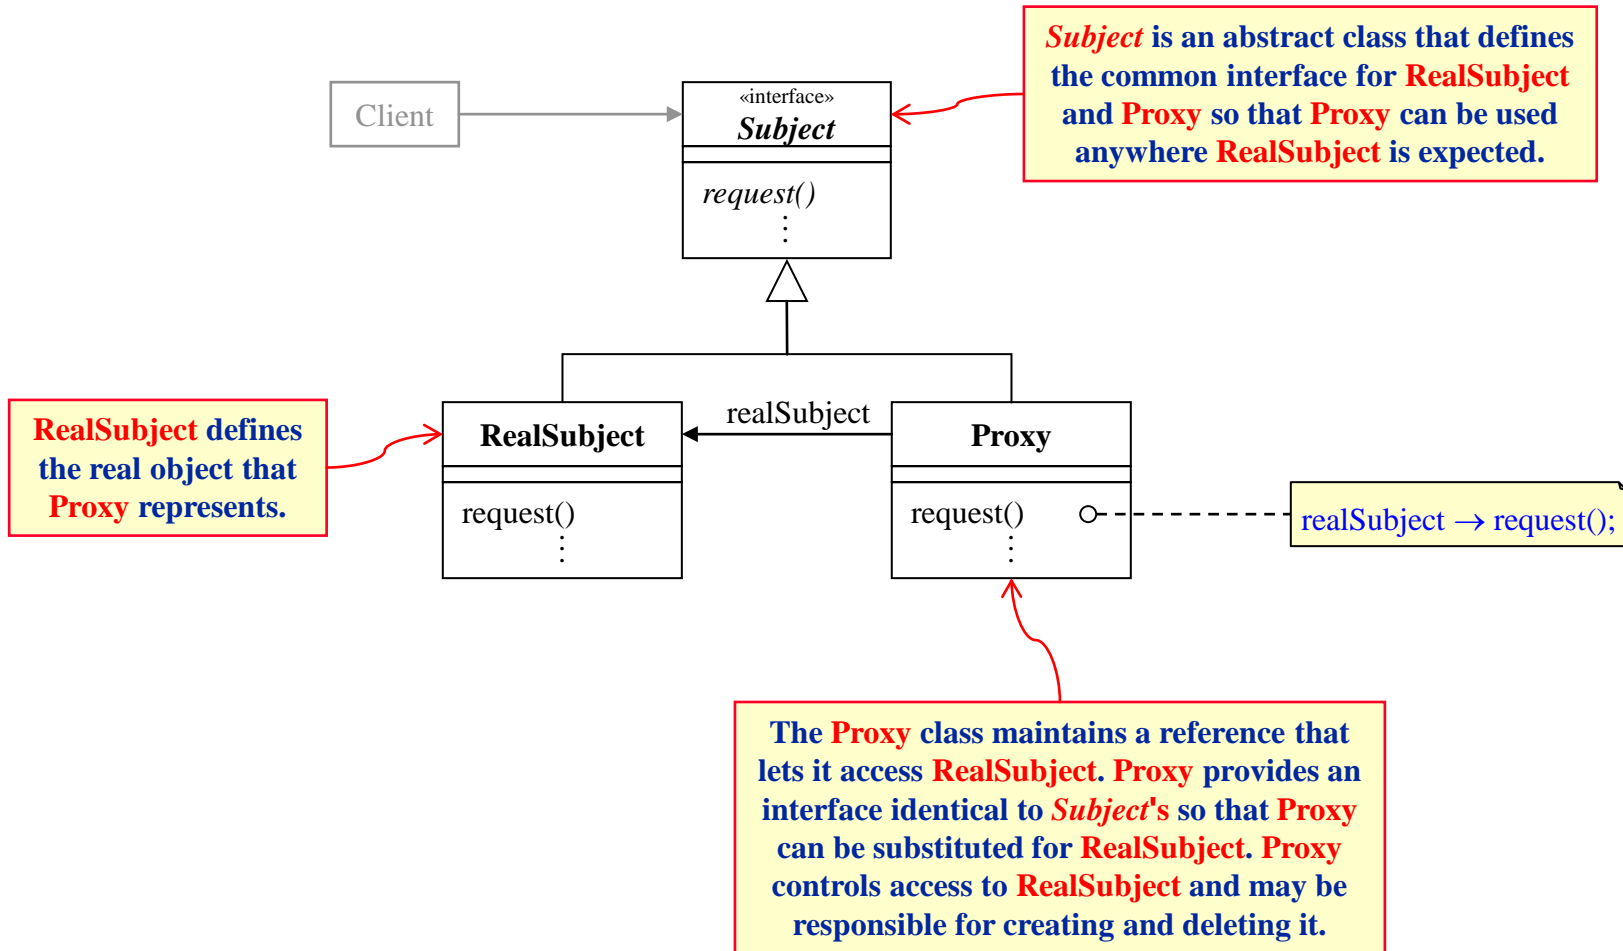 Subject is an abstract class that defines
the common interface for RealSubject
and Proxy so that Proxy can be used
anywhere RealSubject is expected.
Client
«interface»
Subject
request()
⋮
RealSubject defines
the real object that
Proxy represents.
RealSubject
request()
⋮
realSubject
Proxy
request()
⋮
realSubject → request();
The Proxy class maintains a reference that
lets it access RealSubject. Proxy provides an
interface identical to Subject's so that Proxy
can be substituted for RealSubject. Proxy
controls access to RealSubject and may be
responsible for creating and deleting it.